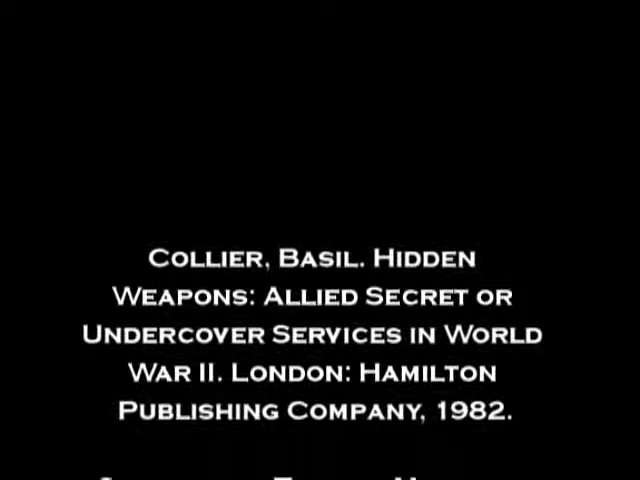 Collier, Basil. Hidden
Weapons: Allied Secret or
Undercover Services in World
War II. London: Hamilton
Publishing Company, 1982.